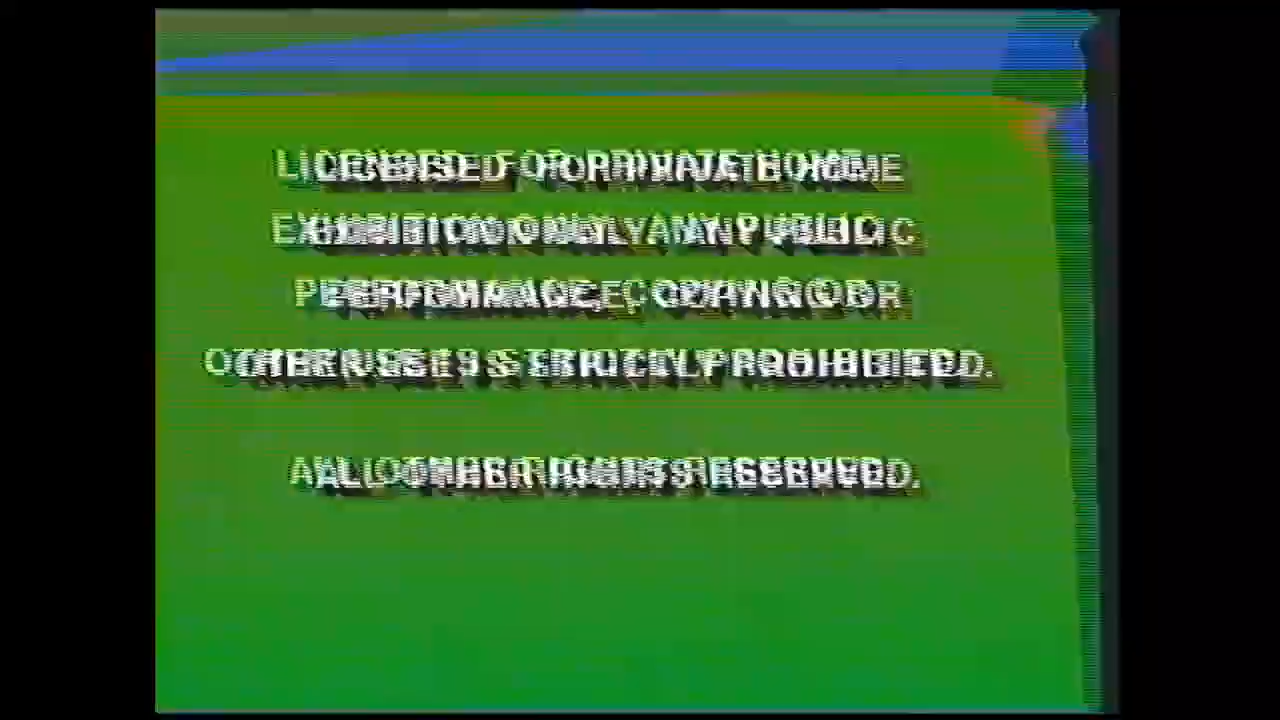 LICENSED FOR PRIVATE HOME
EXHIBITION ONLY ANY PUBLIC
PERFORMANCE, COPYING OR
OTHER USE IS STRICTLY PROHIBITED.
ALL OTHER RIGHTS RESERVED.